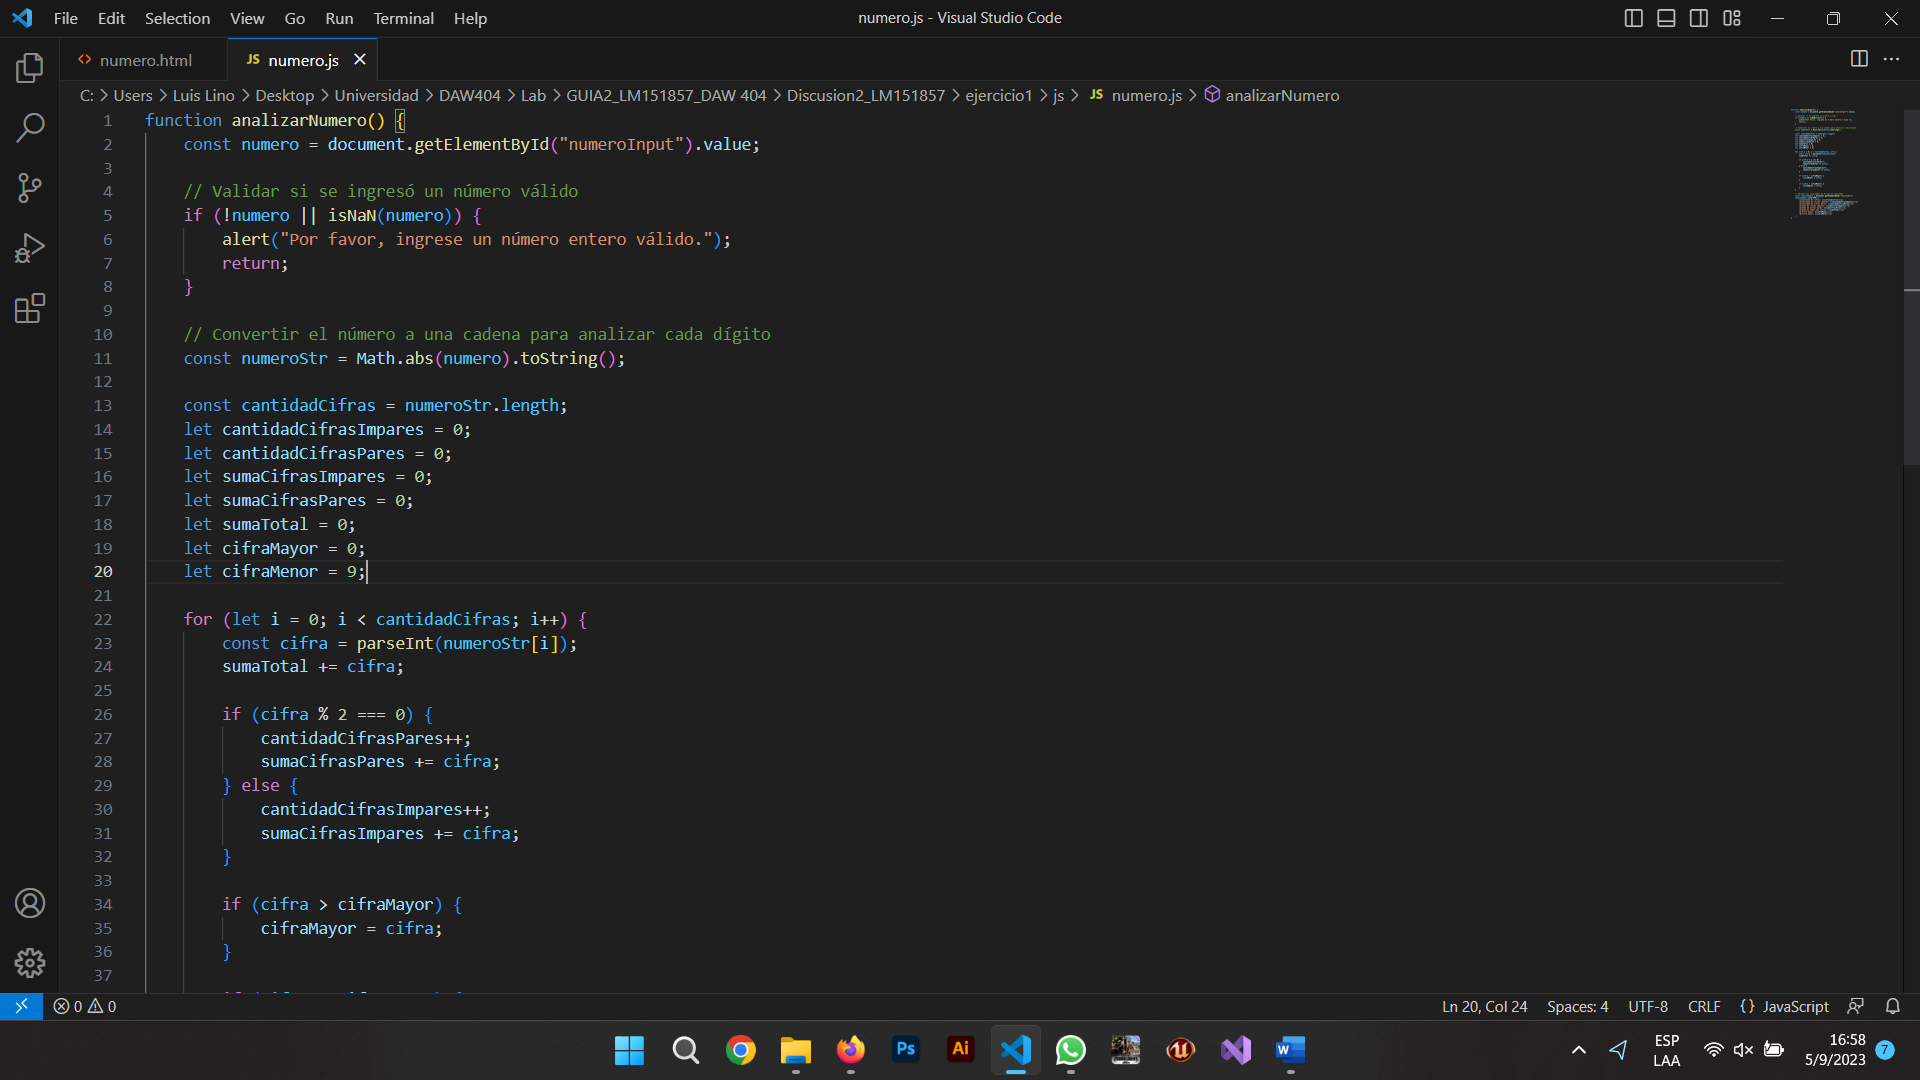 File Edit Selection View Go Run Terminal Help
numero.js - Visual Studio Code
numero.html
JS numero.js
C: > Users > Luis Lino > Desktop > Universidad > DAW404 > Lab > GUIA2_LM151857_DAW 404 > Discusion2_LM151857 > ejercicio1 > js > JS numero.js > analizarNumero
1 function analizarNumero() {
2 const numero = document.getElementById("numeroInput").value;
3
4 // Validar si se ingresó un número válido
5 if (!numero || isNaN(numero)) {
6 alert("Por favor, ingrese un número entero válido.");
7 return;
8 }
9
10 // Convertir el número a una cadena para analizar cada dígito
11 const numeroStr = Math.abs(numero).toString();
12
13 const cantidadCifras = numeroStr.length;
14 let cantidadCifrasImpares = 0;
15 let cantidadCifrasPares = 0;
16 let sumaCifrasImpares = 0;
17 let sumaCifrasPares = 0;
18 let sumaTotal = 0;
19 let cifraMayor = 0;
20 let cifraMenor = 9;
21
22 for (let i = 0; i < cantidadCifras; i++) {
23 const cifra = parseInt(numeroStr[i]);
24 sumaTotal += cifra;
25
26 if (cifra % 2 === 0) {
27 cantidadCifrasPares++;
28 sumaCifrasPares += cifra;
29 } else {
30 cantidadCifrasImpares++;
31 sumaCifrasImpares += cifra;
32 }
33
34 if (cifra > cifraMayor) {
35 cifraMayor = cifra;
36 }
37
0 0
Ln 20, Col 24 Spaces: 4 UTF-8 CRLF {} JavaScript
Ps Ai W
ESP
LAA
16:58
5/9/2023
7